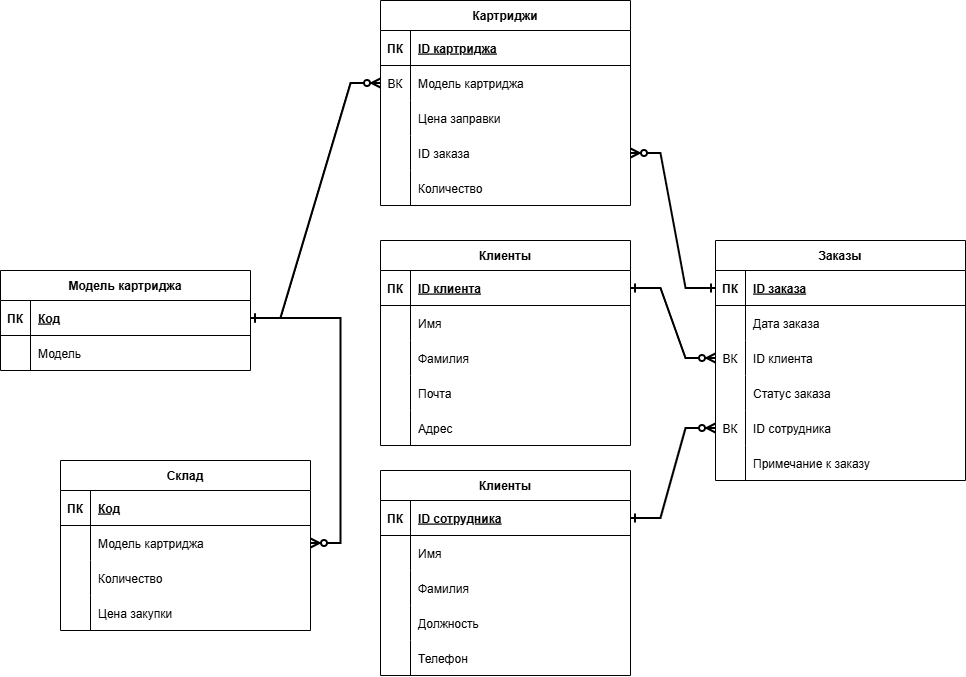 Картриджи
ПК ID картриджа
ВК Модель картриджа
Цена заправки
ID заказа
Количество
Клиенты
ПК ID клиента
Имя
Фамилия
Почта
Адрес
Заказы
ПК ID заказа
Дата заказа
ВК ID клиента
Статус заказа
ВК ID сотрудника
Примечание к заказу
Модель картриджа
ПК Код
Модель
Склад
ПК Код
Модель картриджа
Количество
Цена закупки
Клиенты
ПК ID сотрудника
Имя
Фамилия
Должность
Телефон